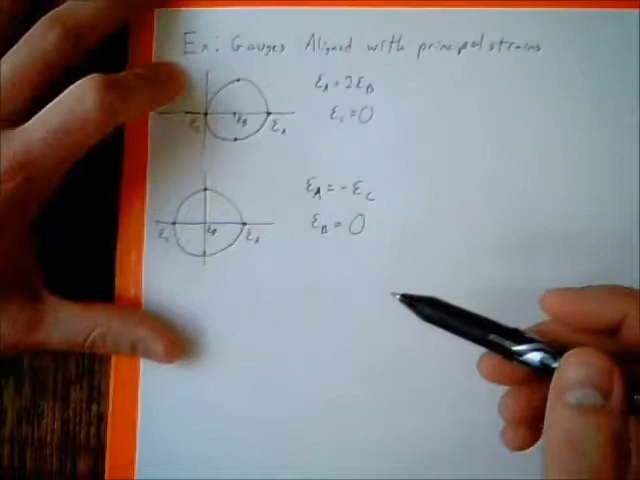 Ex: Gauges Aligned with principal strains
εA = 2εB
εC = 0
εC εB εA
εA = -εC
εB = 0
εC εB εA